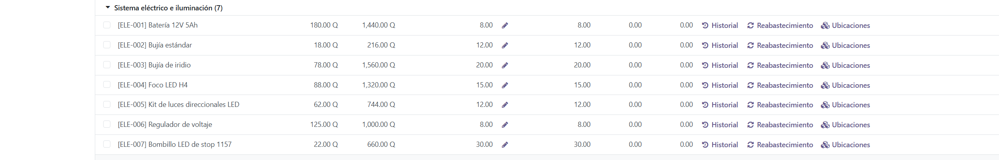 Sistema eléctrico e iluminación (7)
[ELE-001] Batería 12V 5Ah 180.00 Q 1,440.00 Q 8.00 8.00 0.00 0.00 Historial Reabastecimiento Ubicaciones
[ELE-002] Bujía estándar 18.00 Q 216.00 Q 12.00 12.00 0.00 0.00 Historial Reabastecimiento Ubicaciones
[ELE-003] Bujía de iridio 78.00 Q 1,560.00 Q 20.00 20.00 0.00 0.00 Historial Reabastecimiento Ubicaciones
[ELE-004] Foco LED H4 88.00 Q 1,320.00 Q 15.00 15.00 0.00 0.00 Historial Reabastecimiento Ubicaciones
[ELE-005] Kit de luces direccionales LED 62.00 Q 744.00 Q 12.00 12.00 0.00 0.00 Historial Reabastecimiento Ubicaciones
[ELE-006] Regulador de voltaje 125.00 Q 1,000.00 Q 8.00 8.00 0.00 0.00 Historial Reabastecimiento Ubicaciones
[ELE-007] Bombillo LED de stop 1157 22.00 Q 660.00 Q 30.00 30.00 0.00 0.00 Historial Reabastecimiento Ubicaciones